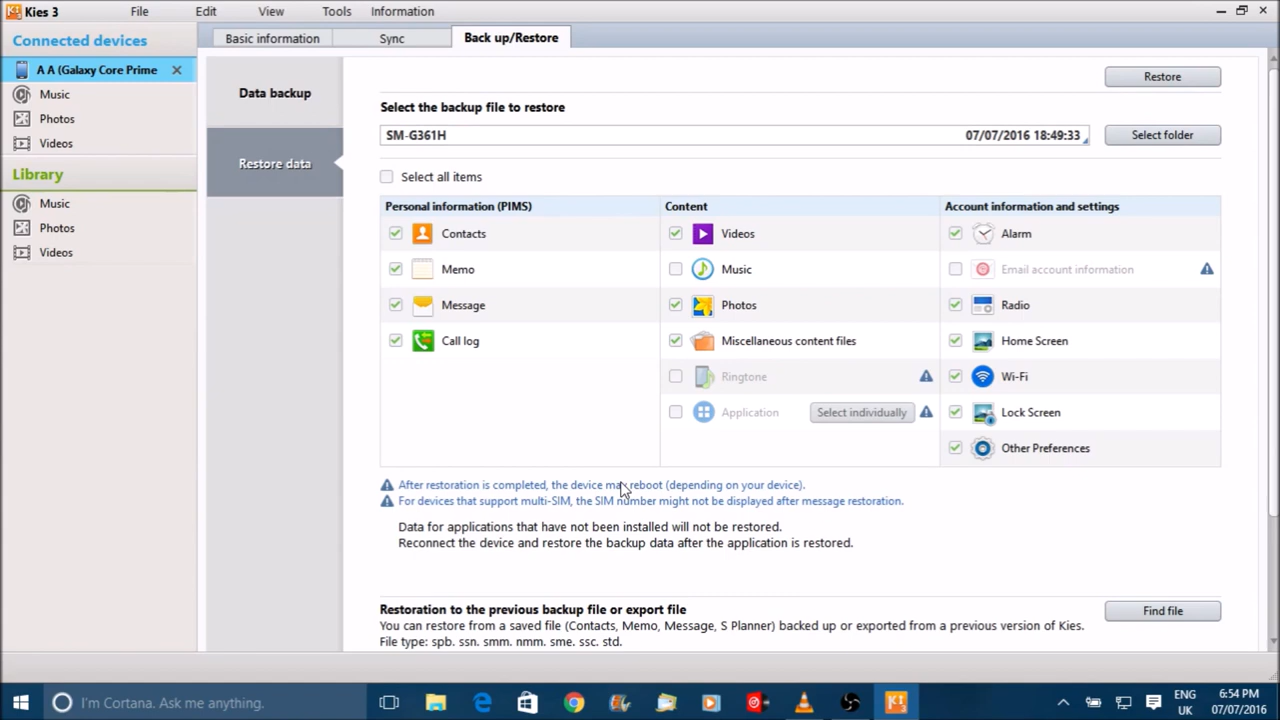 Kies 3 File Edit View Tools Information
Connected devices
A A (Galaxy Core Prime
Music
Photos
Videos
Library
Music
Photos
Videos
Basic information Sync Back up/Restore
Data backup
Restore data
Restore
Select the backup file to restore
SM-G361H 07/07/2016 18:49:33 Select folder
Select all items
Personal information (PIMS) Content Account information and settings
Contacts Videos Alarm
Memo Music Email account information
Message Photos Radio
Call log Miscellaneous content files Home Screen
Ringtone Wi-Fi
Application Select individually Lock Screen
Other Preferences
After restoration is completed, the device may reboot (depending on your device).
For devices that support multi-SIM, the SIM number might not be displayed after message restoration.
Data for applications that have not been installed will not be restored.
Reconnect the device and restore the backup data after the application is restored.
Restoration to the previous backup file or export file Find file
You can restore from a saved file (Contacts, Memo, Message, S Planner) backed up or exported from a previous version of Kies.
File type: spb. ssn. smm. nmm. sme. ssc. std.
I'm Cortana. Ask me anything. ENG 6:54 PM
UK 07/07/2016